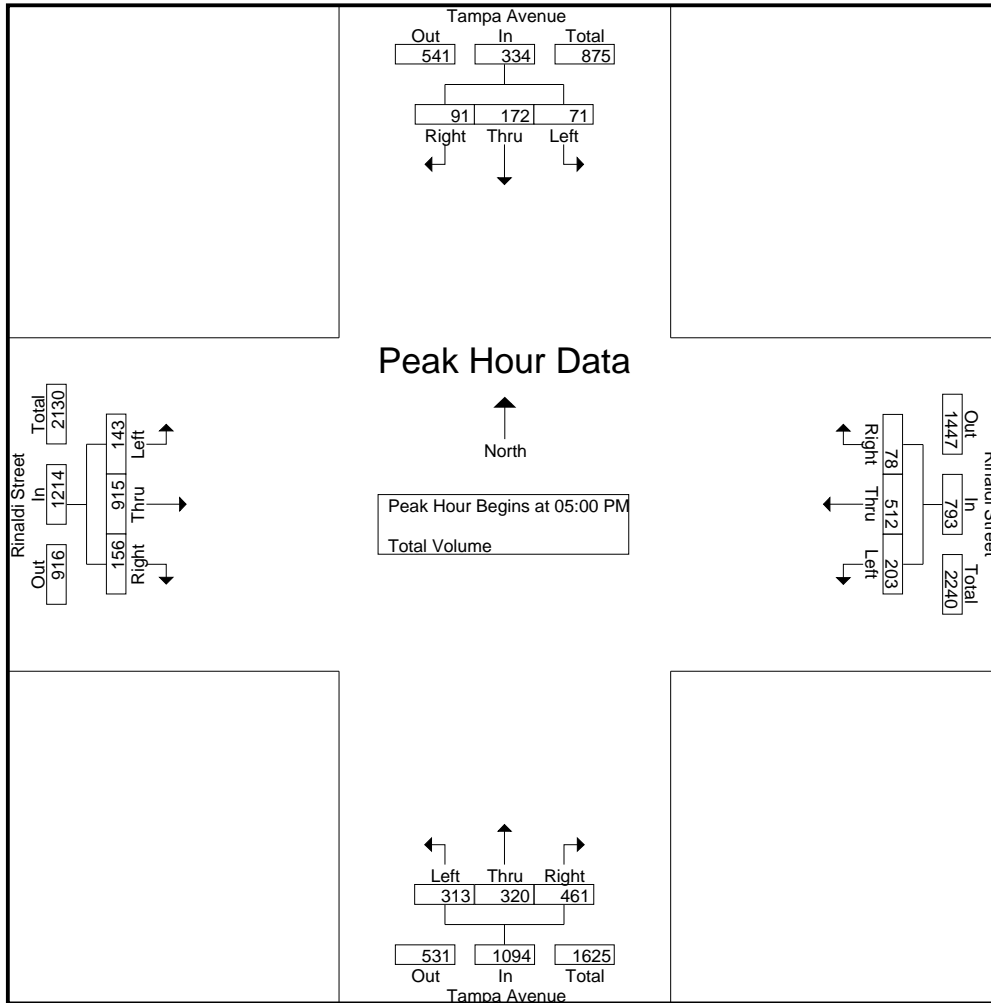 Tampa Avenue
Out In Total
541 334 875
91 172 71
Right Thru Left
Peak Hour Data
North
Peak Hour Begins at 05:00 PM
Total Volume
Rinaldi Street
Out In Total
916 1214 2130
Right Thru Left
156 915 143
Rinaldi Street
Out In Total
1447 793 2240
Right Thru Left
78 512 203
Left Thru Right
313 320 461
531 1094 1625
Out In Total
Tampa Avenue